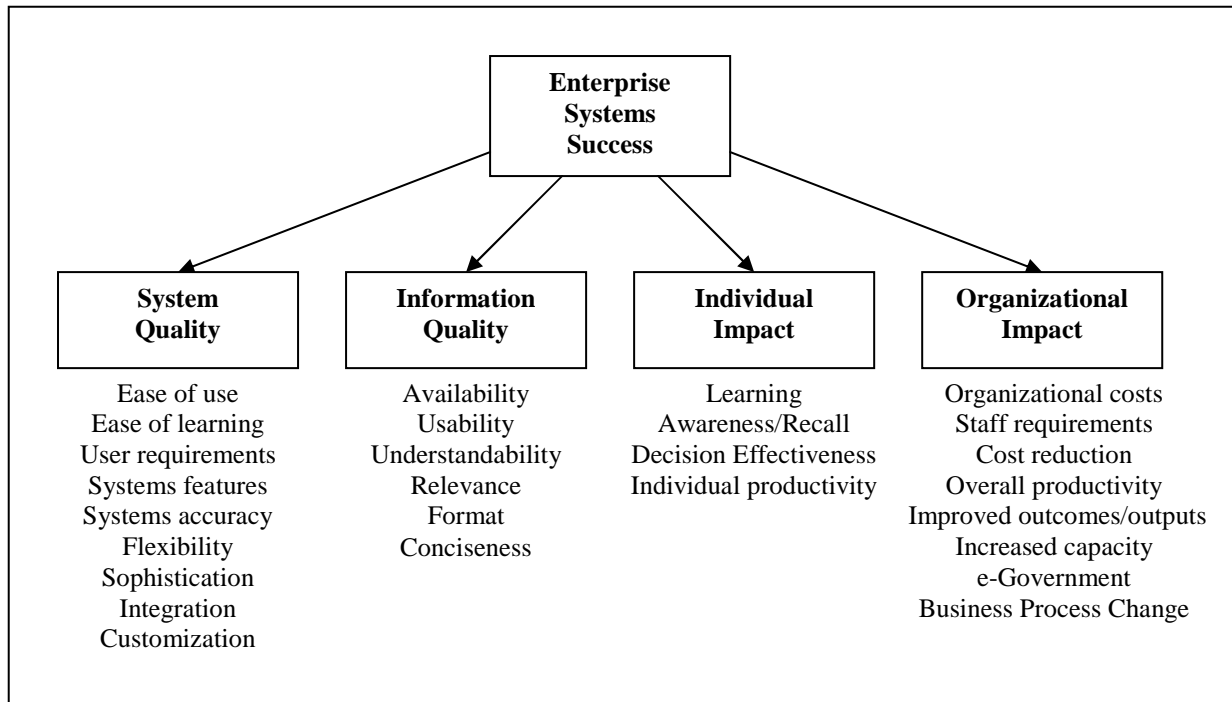 Enterprise
Systems
Success
System
Quality
Information
Quality
Individual
Impact
Organizational
Impact
Ease of use
Ease of learning
User requirements
Systems features
Systems accuracy
Flexibility
Sophistication
Integration
Customization
Availability
Usability
Understandability
Relevance
Format
Conciseness
Learning
Awareness/Recall
Decision Effectiveness
Individual productivity
Organizational costs
Staff requirements
Cost reduction
Overall productivity
Improved outcomes/outputs
Increased capacity
e-Government
Business Process Change